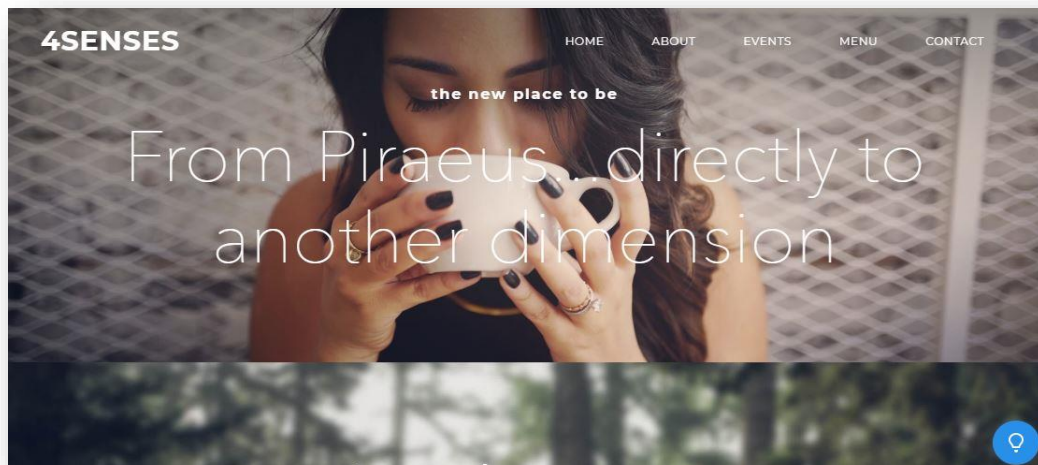 4SENSES
HOME ABOUT EVENTS MENU CONTACT
the new place to be
From Piraeus...directly to
another dimension